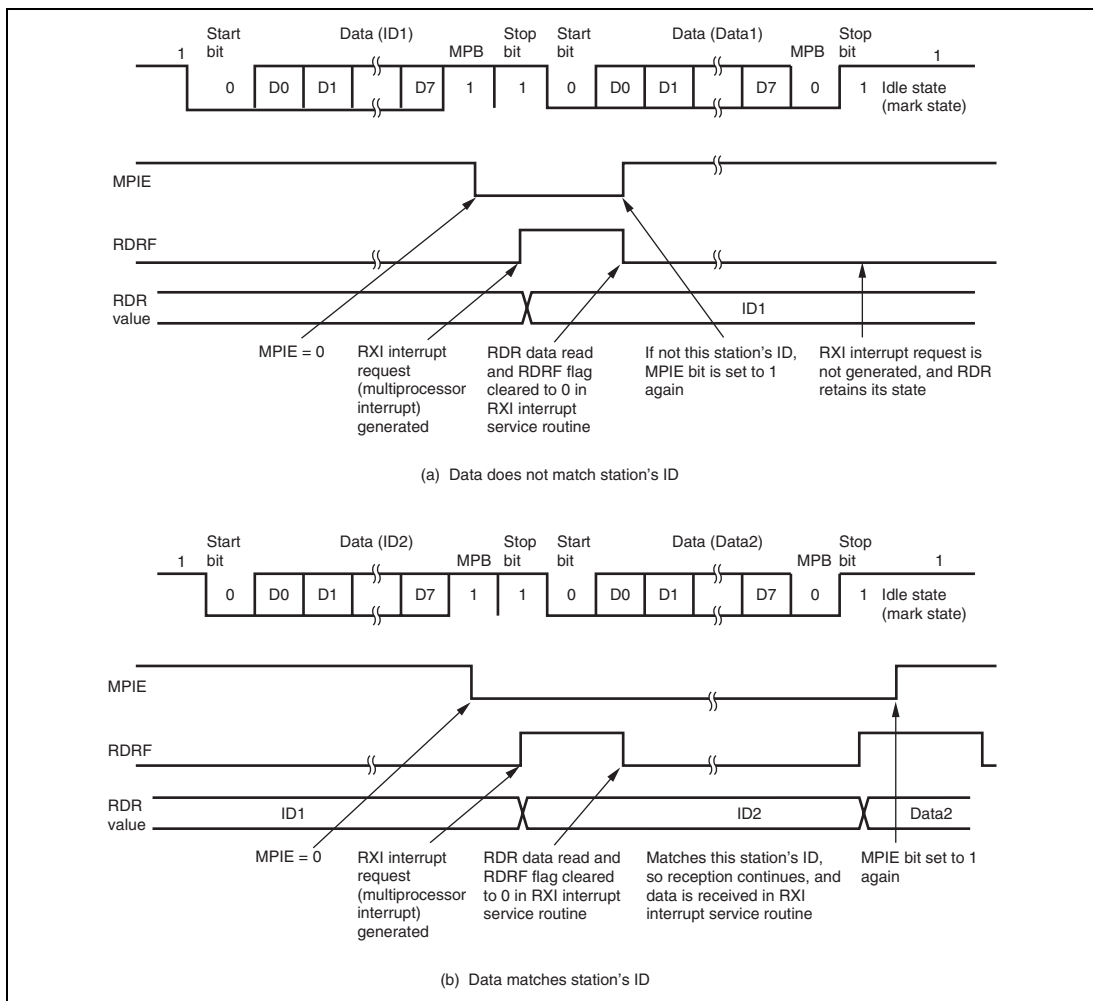 Start Data (ID1) Stop Start Data (Data1) Stop
1 bit MPB bit bit MPB bit 1
0 D0 D1 D7 1 1 0 D0 D1 D7 0 1 Idle state
(mark state)
MPIE
RDRF
RDR
value
ID1
MPIE = 0
RXI interrupt
request
(multiprocessor
interrupt)
generated
RDR data read
and RDRF flag
cleared to 0 in
RXI interrupt
service routine
If not this station's ID,
MPIE bit is set to 1
again
RXI interrupt request is
not generated, and RDR
retains its state
(a) Data does not match station's ID
Start Data (ID2) Stop Start Data (Data2) Stop
1 bit MPB bit bit MPB bit 1
0 D0 D1 D7 1 1 0 D0 D1 D7 0 1 Idle state
(mark state)
MPIE
RDRF
RDR
value
ID1 ID2 Data2
MPIE = 0
RXI interrupt
request
(multiprocessor
interrupt)
generated
RDR data read and
RDRF flag cleared
to 0 in RXI interrupt
service routine
Matches this station's ID,
so reception continues, and
data is received in RXI
interrupt service routine
MPIE bit set to 1
again
(b) Data matches station's ID